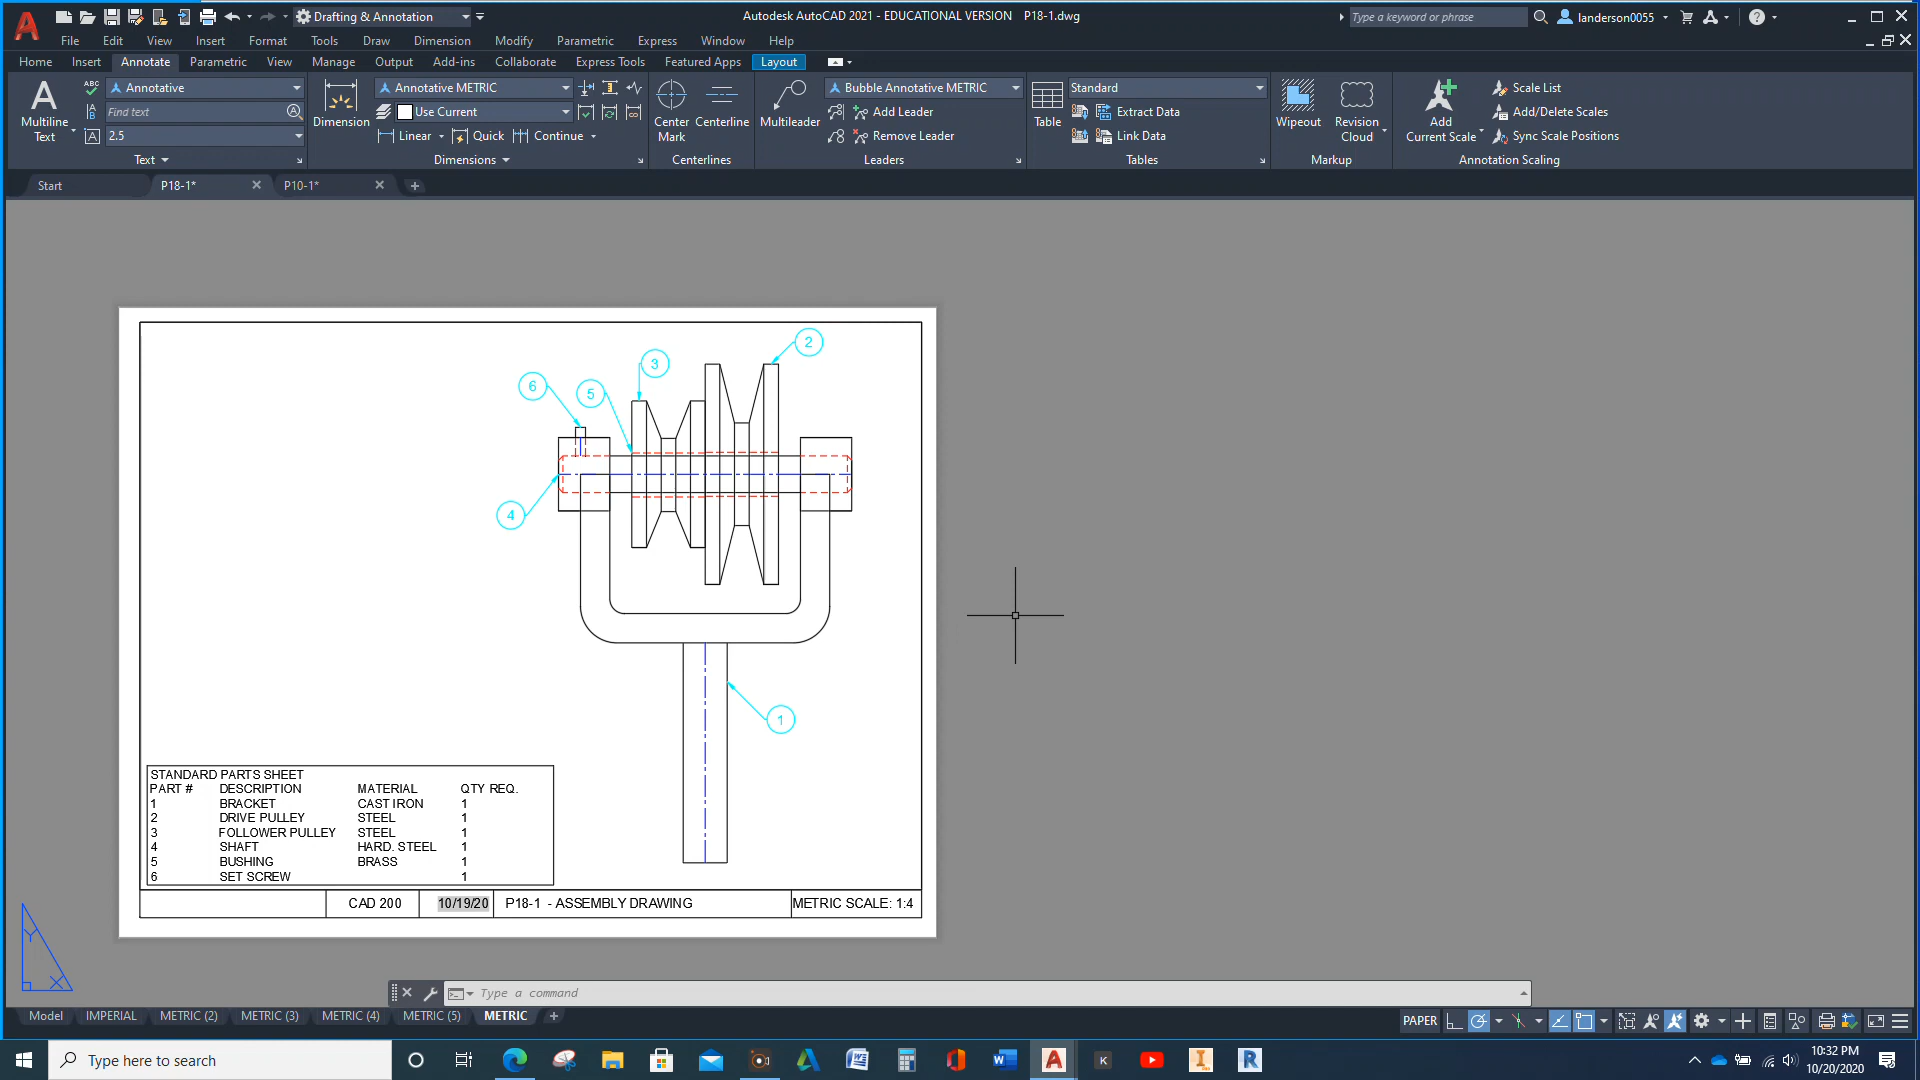 Drafting & Annotation
Autodesk AutoCAD 2021 - EDUCATIONAL VERSION P18-1.dwg
Type a keyword or phrase
landerson0055
File Edit View Insert Format Tools Draw Dimension Modify Parametric Express Window Help
Home Insert Annotate Parametric View Manage Output Add-ins Collaborate Express Tools Featured Apps Layout
Multiline Text
ABC
Annotative
Find text
2.5
Text
Dimension
Annotative METRIC
Use Current
Linear Quick Continue
Dimensions
Center Mark
Centerline
Centerlines
Multileader
Bubble Annotative METRIC
Add Leader
Remove Leader
Leaders
Table
Standard
Extract Data
Link Data
Tables
Wipeout
Revision Cloud
Markup
Add Current Scale
Scale List
Add/Delete Scales
Sync Scale Positions
Annotation Scaling
Start P18-1* P10-1*
2
3
6
5
4
1
STANDARD PARTS SHEET
PART # DESCRIPTION MATERIAL QTY REQ.
1 BRACKET CAST IRON 1
2 DRIVE PULLEY STEEL 1
3 FOLLOWER PULLEY STEEL 1
4 SHAFT HARD. STEEL 1
5 BUSHING BRASS 1
6 SET SCREW 1
CAD 200 10/19/20 P18-1 - ASSEMBLY DRAWING METRIC SCALE: 1:4
Y
X
Type a command
Model IMPERIAL METRIC (2) METRIC (3) METRIC (4) METRIC (5) METRIC
PAPER
Type here to search
10:32 PM
10/20/2020